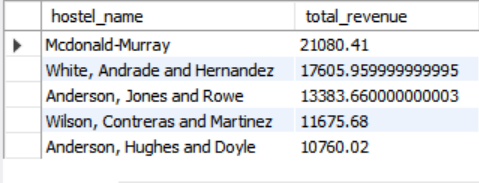 hostel_name total_revenue
Mcdonald-Murray 21080.41
White, Andrade and Hernandez 17605.959999999995
Anderson, Jones and Rowe 13383.660000000003
Wilson, Contreras and Martinez 11675.68
Anderson, Hughes and Doyle 10760.02